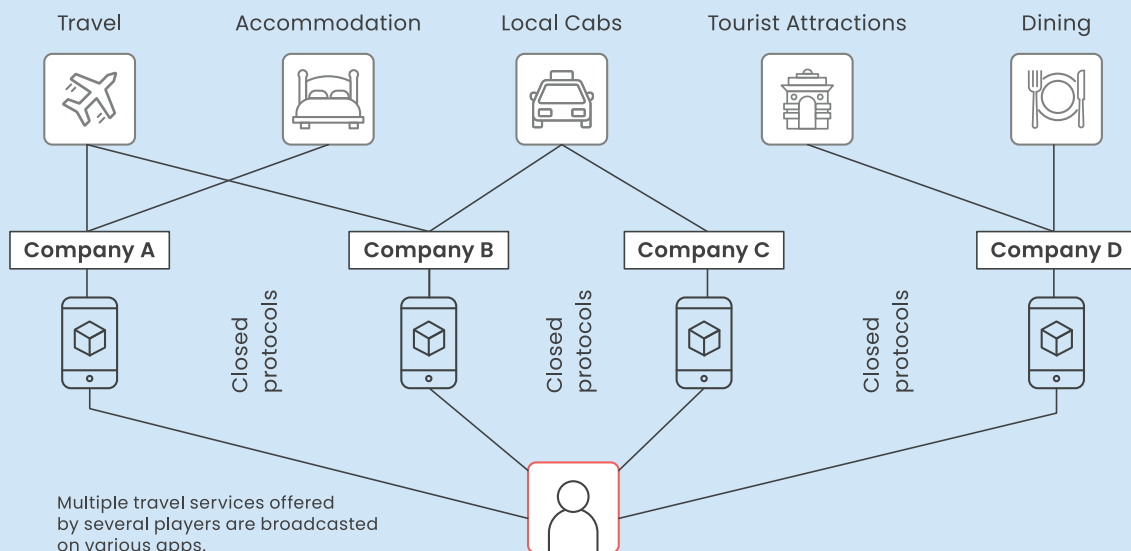 Travel
Accommodation
Local Cabs
Tourist Attractions
Dining
Company A
Company B
Company C
Company D
Closed
protocols
Closed
protocols
Closed
protocols
Multiple travel services offered
by several players are broadcasted
on various apps.